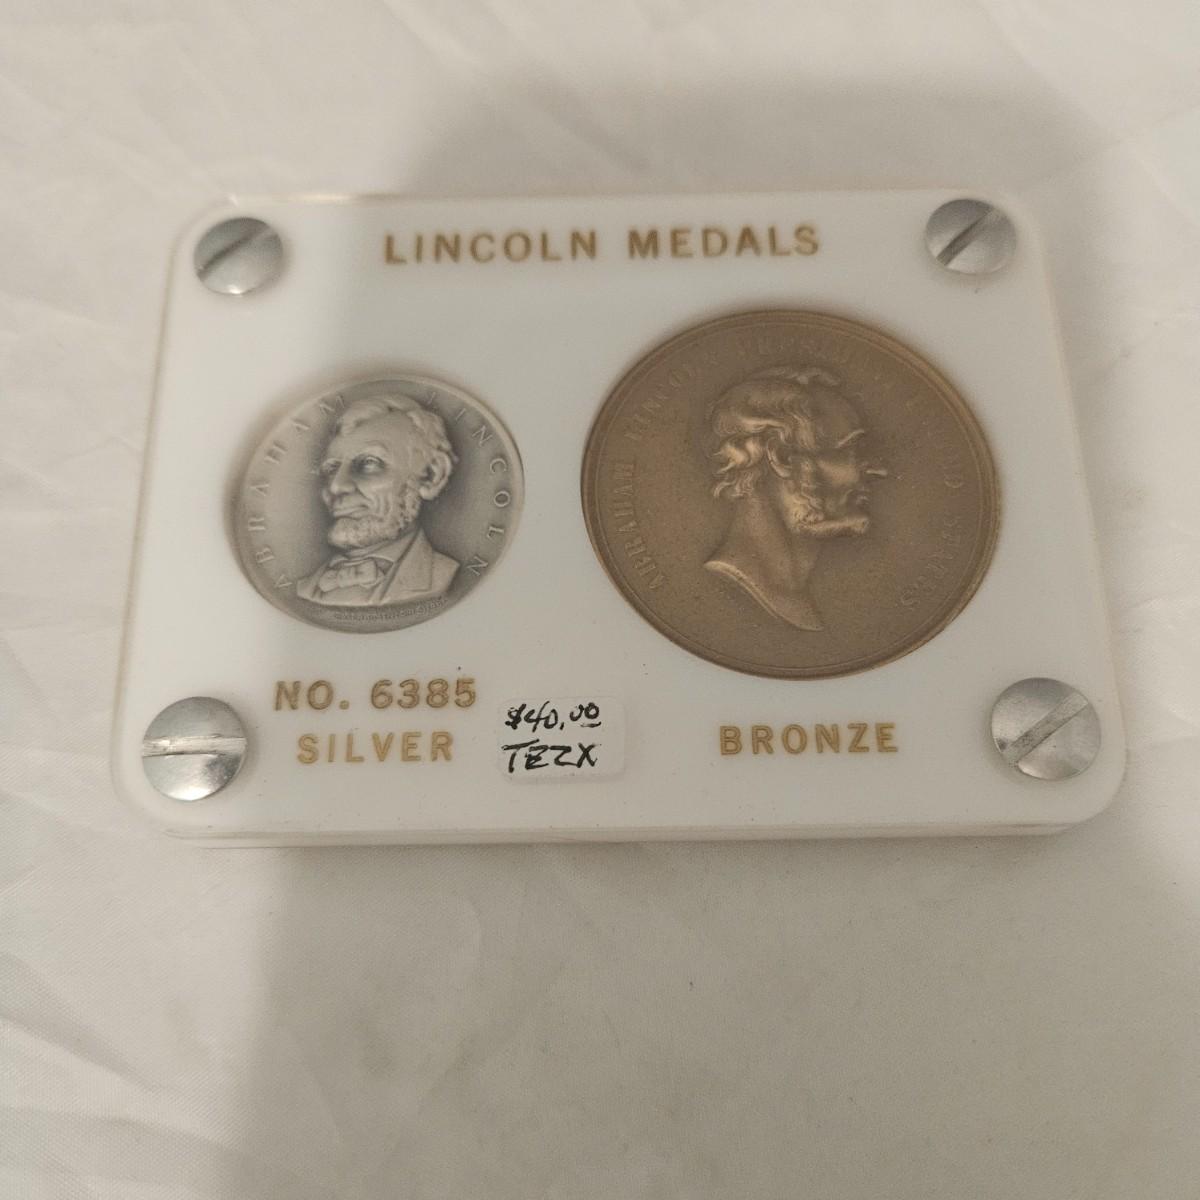 LINCOLN MEDALS
ABRAHAM LINCOLN
ABRAHAM LINCOLN PRESIDENT UNITED STATES
NO. 6385
SILVER
$40.00
TEZX
BRONZE